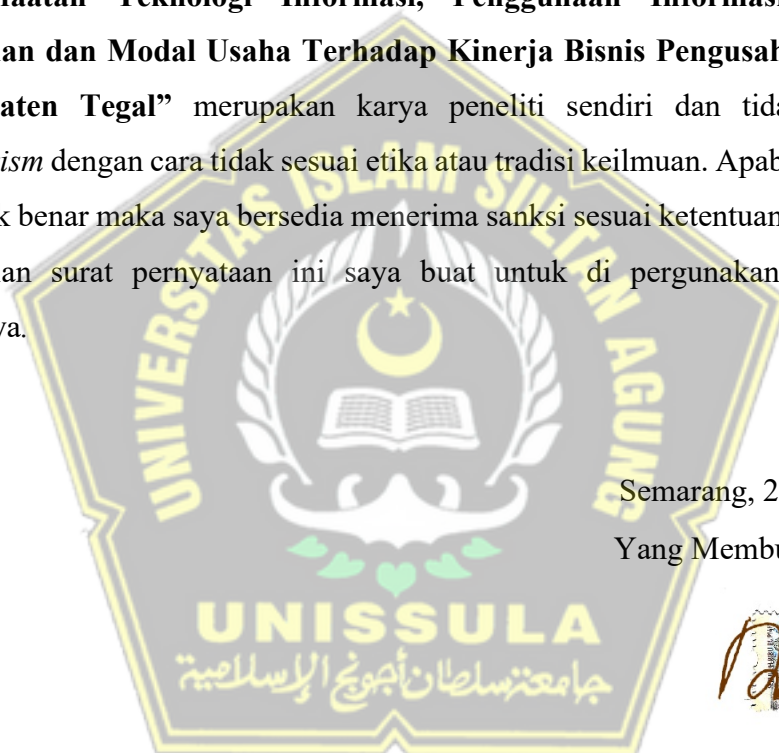 faatan Teknologi Informasi, Penggunaan Informasi
an dan Modal Usaha Terhadap Kinerja Bisnis Pengusah
aten Tegal” merupakan karya peneliti sendiri dan tida
ism dengan cara tidak sesuai etika atau tradisi keilmuan. Apab
k benar maka saya bersedia menerima sanksi sesuai ketentuan
an surat pernyataan ini saya buat untuk di pergunakan
ya.
UNIVERSITAS ISLAM SULTAN AGUNG
Semarang, 2
Yang Membu
UNISSULA
جامعتنسلطان أجونج الإسلامية